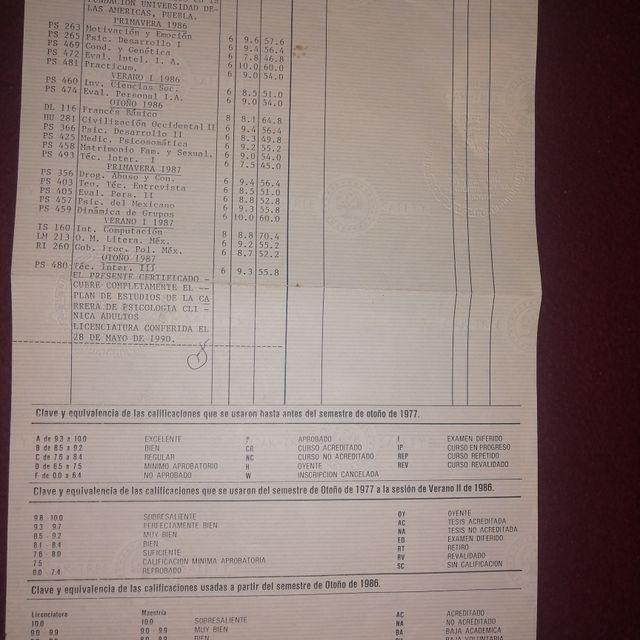 FUNDACION UNIVERSIDAD DE-
LAS AMERICAS, PUEBLA.
PRIMAVERA 1986
PS 263 Motivación y Emoción 6 9.6 57.6
PS 265 Psic. Desarrollo I 6 9.4 56.4
PS 469 Cond. y Genética 6 7.8 46.8
PS 472 Eval. Intel. I. A. 6 10.0 60.0
PS 481 Practicum. 6 9.0 54.0
VERANO I 1986
PS 460 Inv. Ciencias Soc. 6 8.5 51.0
PS 474 Eval. Personal I.A. 6 9.0 54.0
OTOÑO 1986
DL 116 Francés Básico 8 8.1 64.8
HU 281 Civilización Occidental II 6 9.4 56.4
PS 366 Psic. Desarrollo II 6 8.3 49.8
PS 425 Medic. Psicosomática 6 9.2 55.2
PS 458 Matrimonio Fam. y Sexual. 6 9.0 54.0
PS 493 Téc. Inter. I 6 7.5 45.0
PRIMAVERA 1987
PS 356 Drog. Abuso y Con. 6 9.4 56.4
PS 403 Teo. Téc. Entrevista 6 8.5 51.0
PS 405 Eval. Pers. II 6 8.8 52.8
PS 457 Psic. del Mexicano 6 9.3 55.8
PS 459 Dinámica de Grupos 6 10.0 60.0
VERANO I 1987
IS 160 Int. Computación 8 8.8 70.4
LM 213 O. M. Litera. Méx. 6 9.2 55.2
RI 260 Gob. Proc. Pol. Méx. 6 8.7 52.2
OTOÑO 1987
PS 480 Téc. Inter. III 6 9.3 55.8
EL PRESENTE CERTIFICADO -
CUBRE COMPLETAMENTE EL --
PLAN DE ESTUDIOS DE LA CA
RRERA DE PSICOLOGIA CLI -
NICA ADULTOS
LICENCIATURA CONFERIDA EL
28 DE MAYO DE 1990.
Clave y equivalencia de las calificaciones que se usaron hasta antes del semestre de otoño de 1977.
A de 9.3 a 10.0 EXCELENTE P APROBADO I EXAMEN DIFERIDO
B de 8.5 a 9.2 BIEN CR CURSO ACREDITADO IP CURSO EN PROGRESO
C de 7.6 a 8.4 REGULAR NC CURSO NO ACREDITADO REP CURSO REPETIDO
D de 6.5 a 7.5 MINIMO APROBATORIO H OYENTE REV CURSO REVALIDADO
F de 0.0 a 6.4 NO APROBADO W INSCRIPCION CANCELADA
Clave y equivalencia de las calificaciones que se usaron del semestre de Otoño de 1977 a la sesión de Verano II de 1986.
9.8 - 10.0 SOBRESALIENTE OY OYENTE
9.3 - 9.7 PERFECTAMENTE BIEN AC TESIS ACREDITADA
8.5 - 9.2 MUY BIEN NA TESIS NO ACREDITADA
8.1 - 8.4 BIEN ED EXAMEN DIFERIDO
7.6 - 8.0 SUFICIENTE RT RETIRO
7.5 CALIFICACION MINIMA APROBATORIA RV REVALIDADO
0.0 - 7.4 REPROBADO SC SIN CALIFICACION
Clave y equivalencia de las calificaciones usadas a partir del semestre de Otoño de 1986.
Licenciatura Maestría
10.0 10.0 SOBRESALIENTE AC ACREDITADO
9.0 - 9.9 9.0 - 9.9 MUY BIEN NA NO ACREDITADO
BIEN BA BAJA ACADEMICA
BAJA VOLUNTARIA